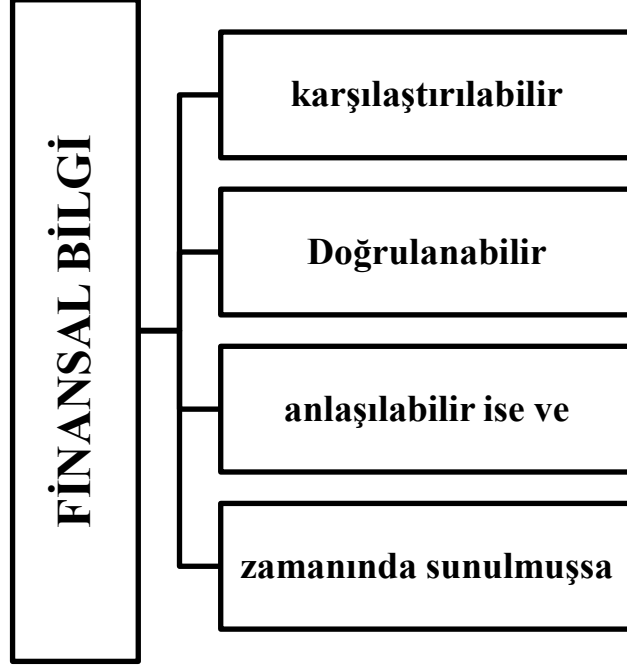 FİNANSAL BİLGİ
karşılaştırılabilir
Doğrulanabilir
anlaşılabilir ise ve
zamanında sunulmuşsa